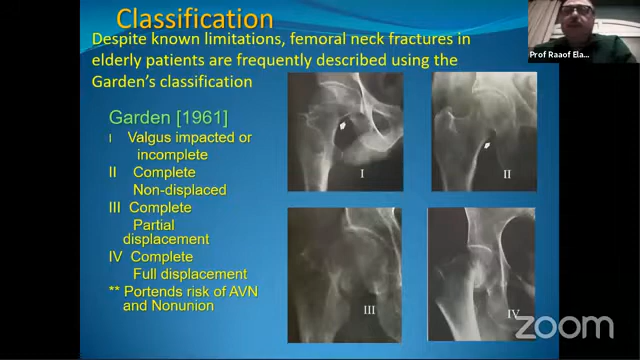 Classification
Despite known limitations, femoral neck fractures in
elderly patients are frequently described using the
Garden's classification
Garden [1961]
I Valgus impacted or
incomplete
II Complete
Non-displaced
III Complete
Partial
displacement
IV Complete
Full displacement
** Portends risk of AVN
and Nonunion
I
II
III
IV
Prof Raaof Ela...
zoom